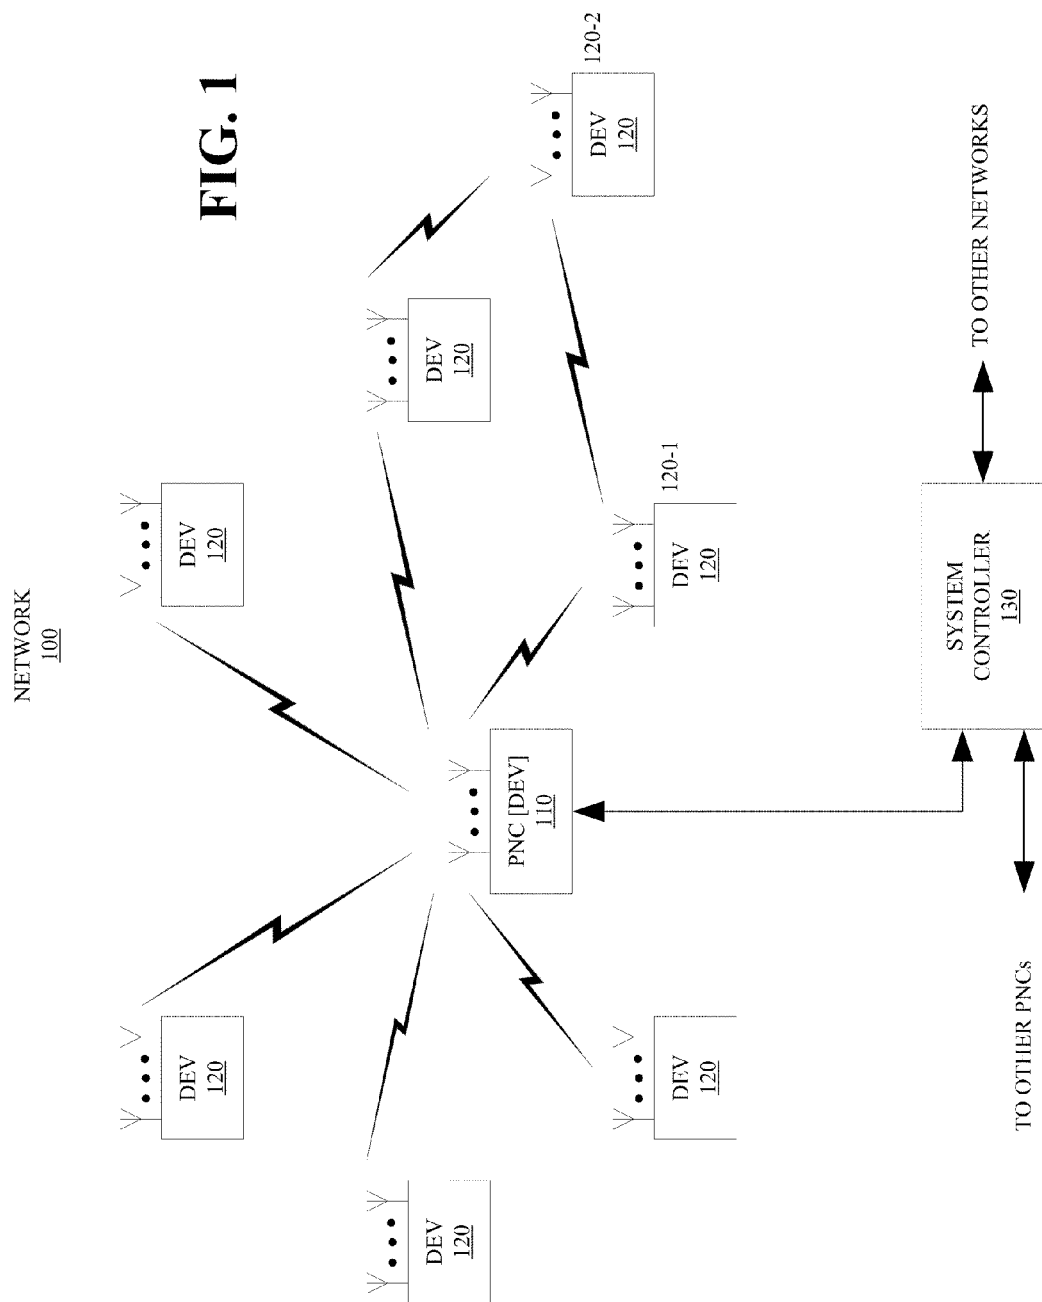 NETWORK
100
DEV
120
DEV
120
FIG. 1
DEV
120
DEV
120
PNC [DEV]
110
120-2
DEV
120
DEV
120
120-1
DEV
120
SYSTEM
CONTROLLER
130
TO OTHER NETWORKS
TO OTHER PNCs